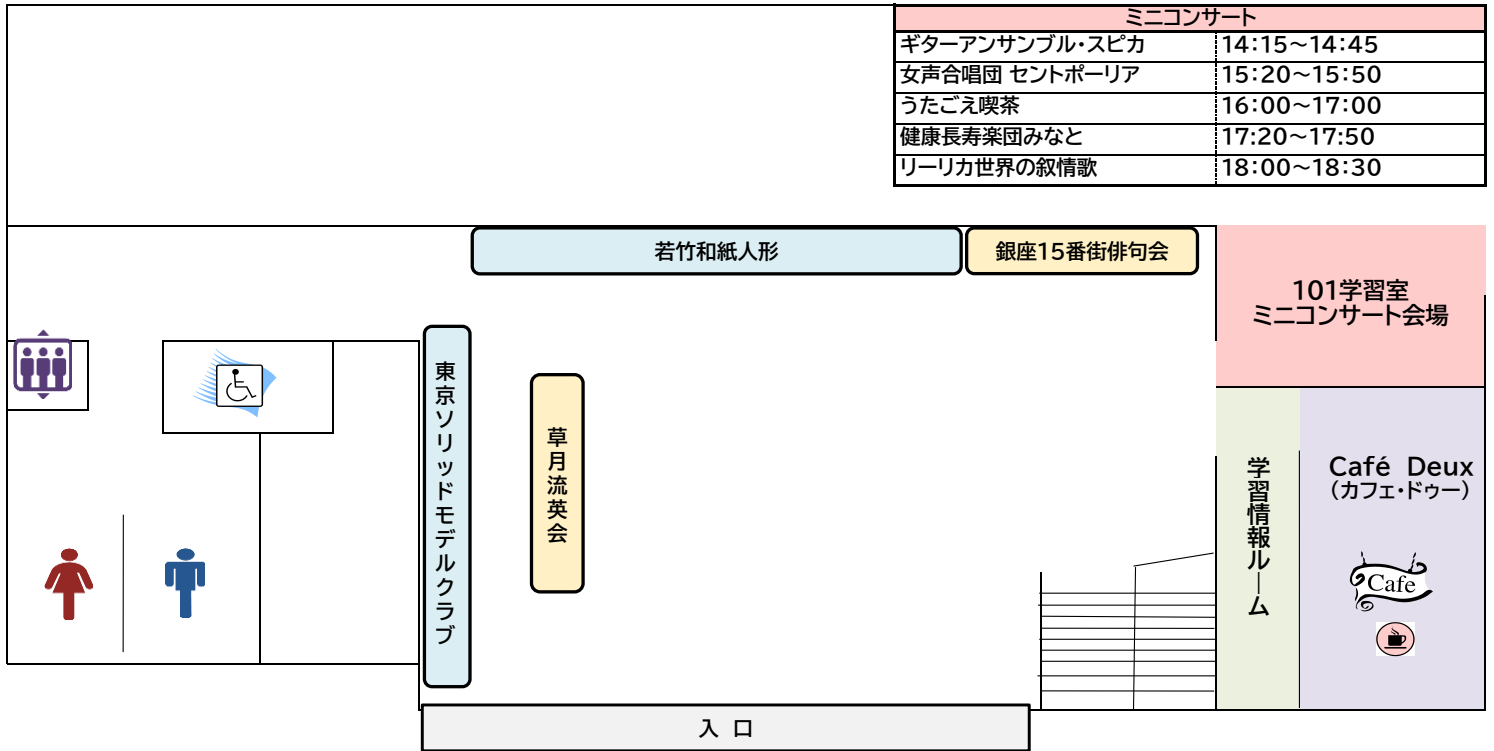 ミニコンサート
ギターアンサンブル・スピカ 14:15～14:45
女声合唱団 セントポーリア 15:20～15:50
うたごえ喫茶 16:00～17:00
健康長寿楽団みなと 17:20～17:50
リーリカ世界の叙情歌 18:00～18:30
若竹和紙人形
銀座15番街俳句会
101学習室
ミニコンサート会場
東京ソリッドモデルクラブ
草月流英会
学習情報ルーム
Café Deux
(カフェ・ドゥー)
Cafe
入 口